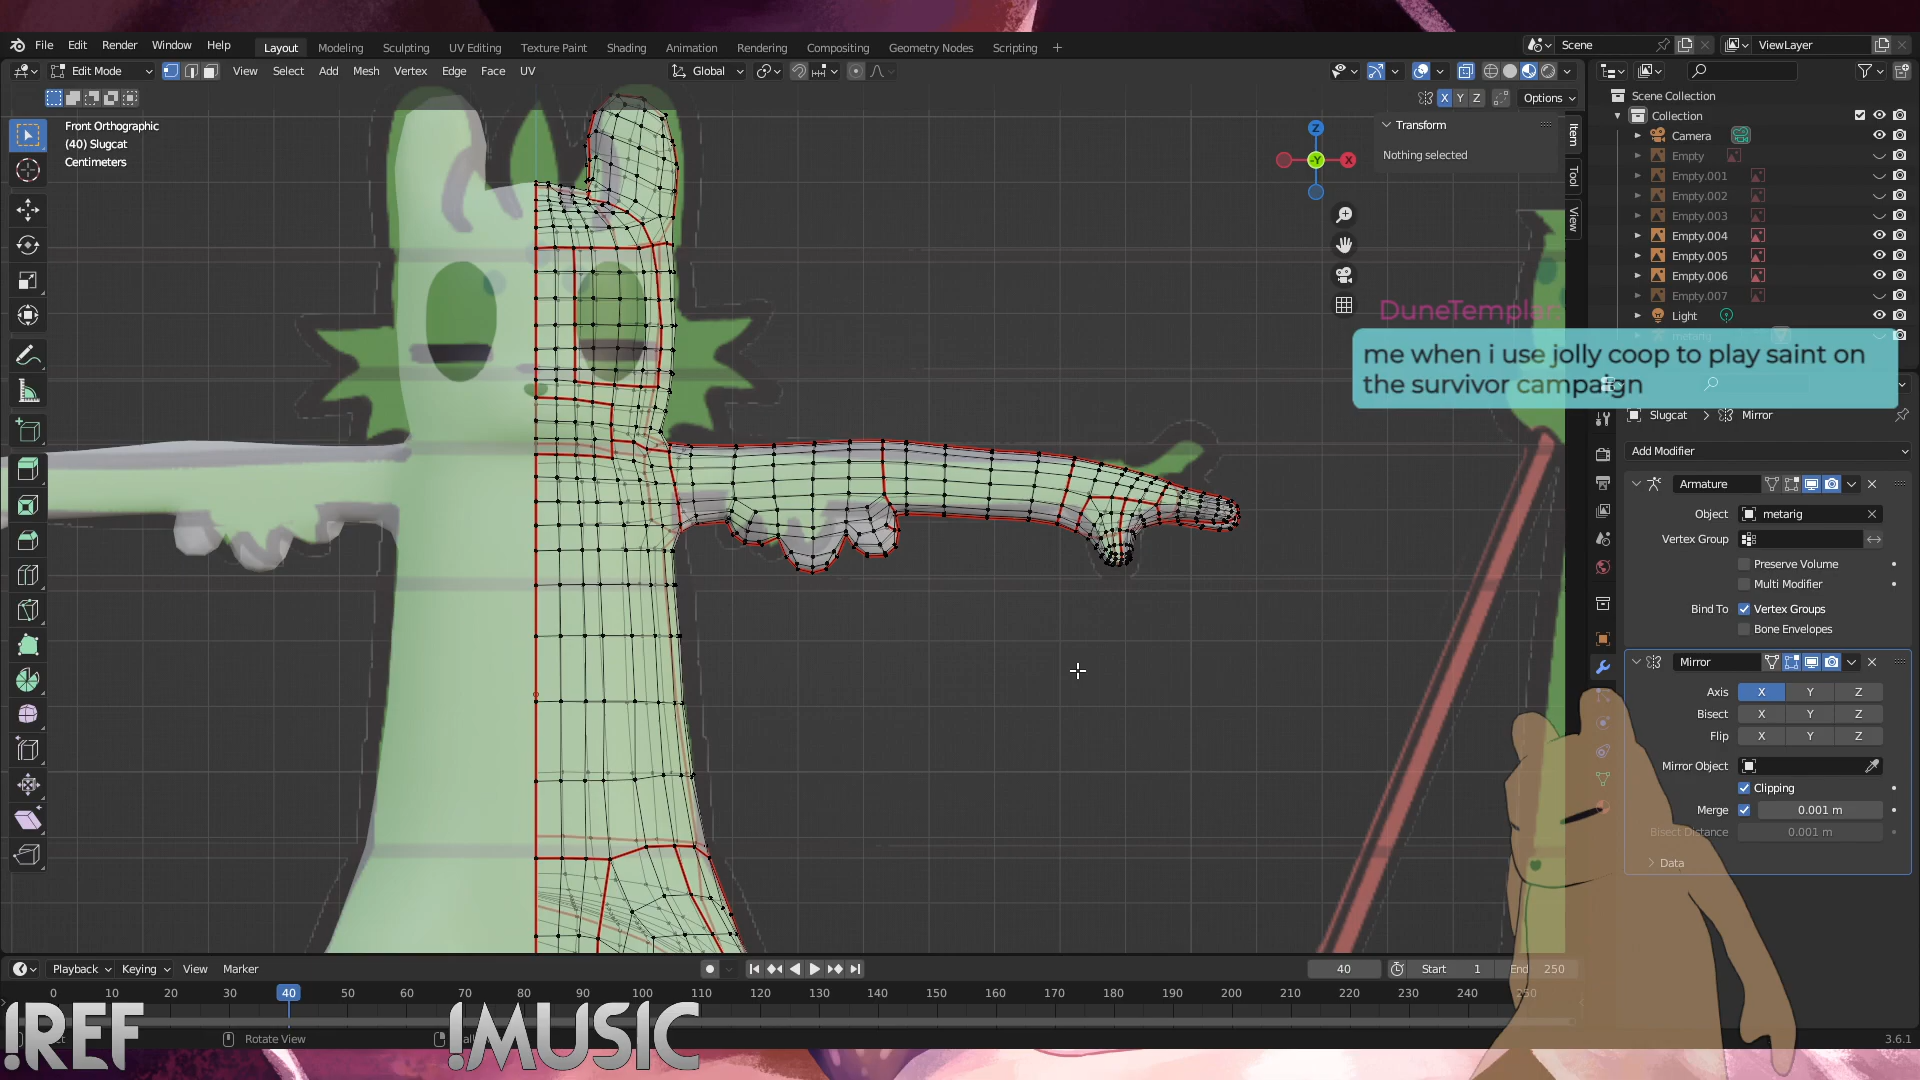 File Edit Render Window Help
Layout Modeling Sculpting UV Editing Texture Paint Shading Animation Rendering Compositing Geometry Nodes Scripting +
Scene
ViewLayer
Edit Mode View Select Add Mesh Vertex Edge Face UV
Global
X Y Z Options
Front Orthographic
(40) Slugcat
Centimeters
Z
-Y
X
Transform
Nothing selected
Item
Tool
View
Scene Collection
Collection
Camera
Empty
Empty.001
Empty.002
Empty.003
Empty.004
Empty.005
Empty.006
Empty.007
Light
DuneTemplar
me when i use jolly coop to play saint on
the survivor campaign
Slugcat > Mirror
Add Modifier
Armature
Object metarig
Vertex Group
Preserve Volume
Multi Modifier
Bind To Vertex Groups
Bone Envelopes
Mirror
Axis X Y Z
Bisect X Y Z
Flip X Y Z
Mirror Object
Clipping
Merge 0.001 m
Bisect Distance 0.001 m
Data
Playback Keying View Marker
40 Start 1 End 250
0 10 20 30 40 50 60 70 80 90 100 110 120 130 140 150 160 170 180 190 200 210 220 230 240 250
!REF
Rotate View
!MUSIC
3.6.1